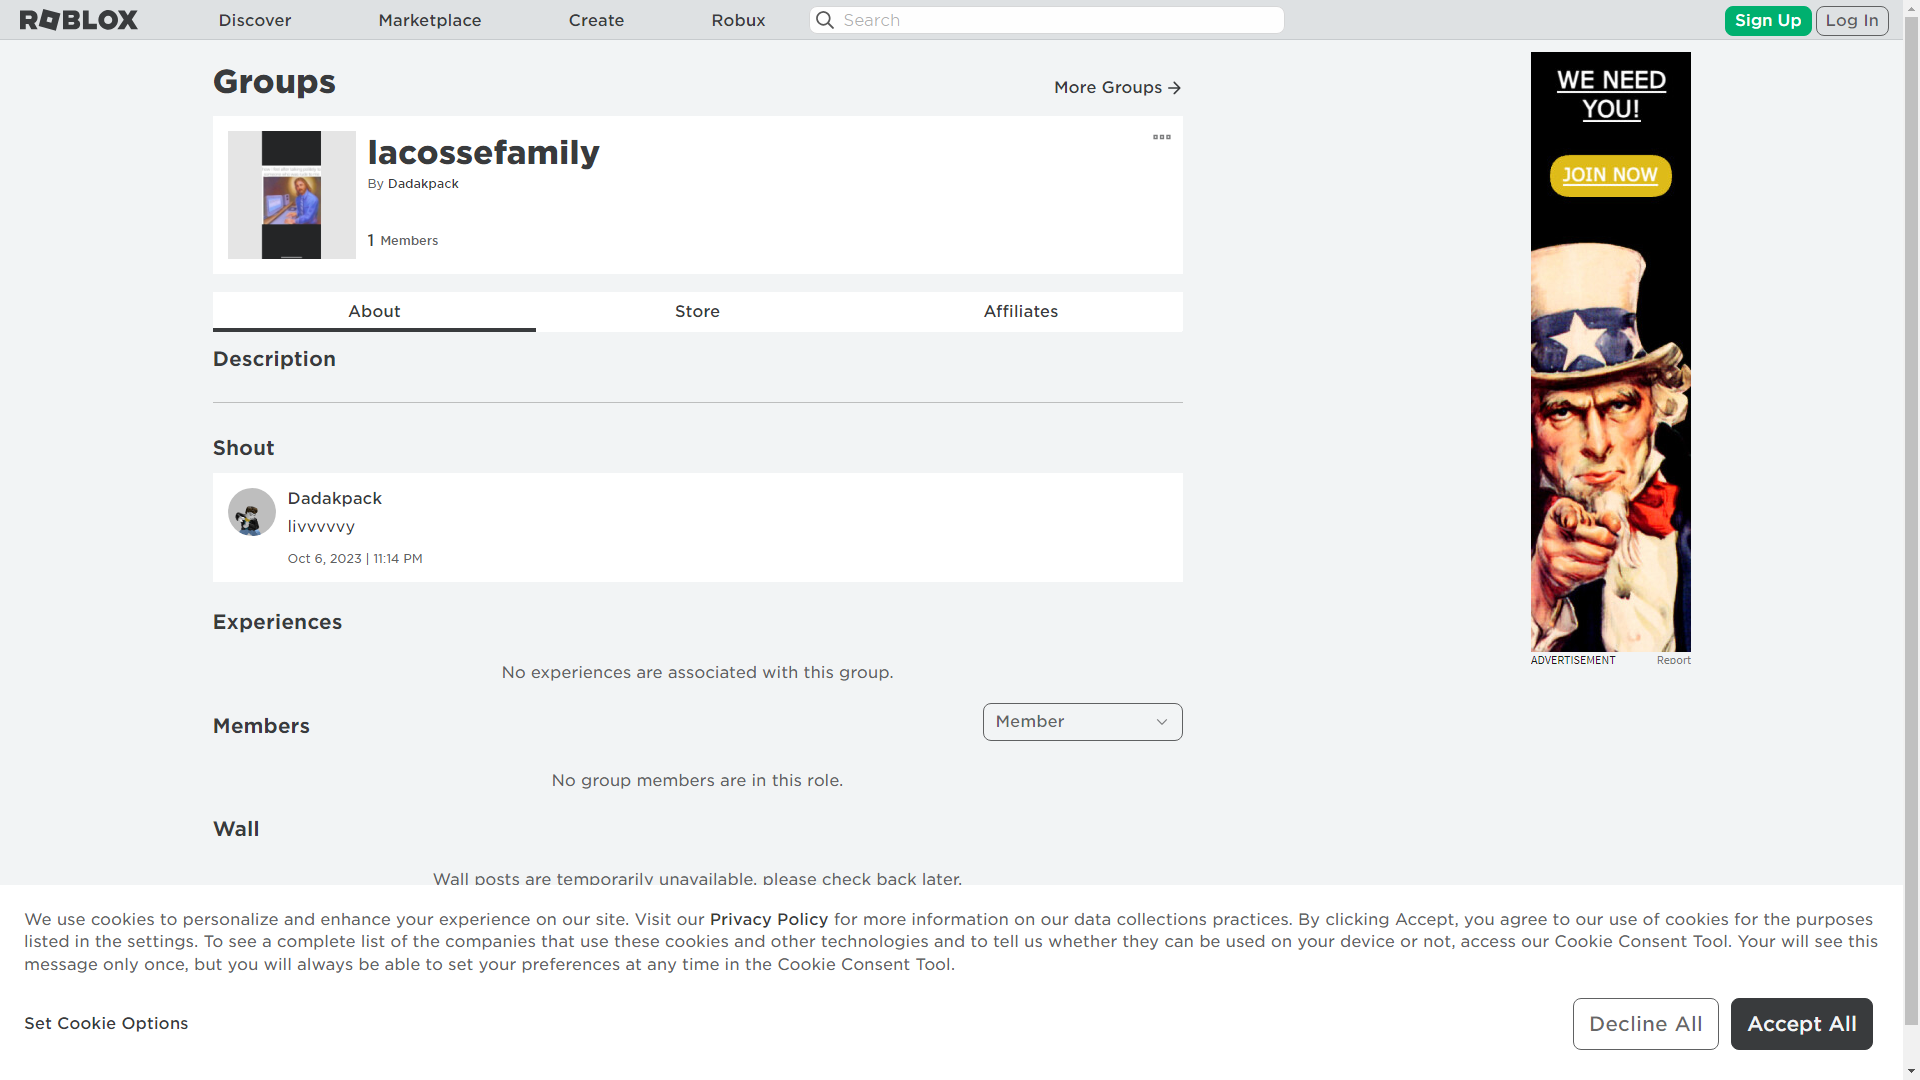 ROBLOX
Discover
Marketplace
Create
Robux
Search
Sign Up
Log In
Groups
More Groups
lacossefamily
By Dadakpack
1 Members
About
Store
Affiliates
Description
Shout
Dadakpack
livvvvvy
Oct 6, 2023 | 11:14 PM
Experiences
No experiences are associated with this group.
Members
Member
No group members are in this role.
Wall
Wall posts are temporarily unavailable, please check back later.
WE NEED
YOU!
JOIN NOW
ADVERTISEMENT
Report
We use cookies to personalize and enhance your experience on our site. Visit our Privacy Policy for more information on our data collections practices. By clicking Accept, you agree to our use of cookies for the purposes
listed in the settings. To see a complete list of the companies that use these cookies and other technologies and to tell us whether they can be used on your device or not, access our Cookie Consent Tool. Your will see this
message only once, but you will always be able to set your preferences at any time in the Cookie Consent Tool.
Set Cookie Options
Decline All
Accept All